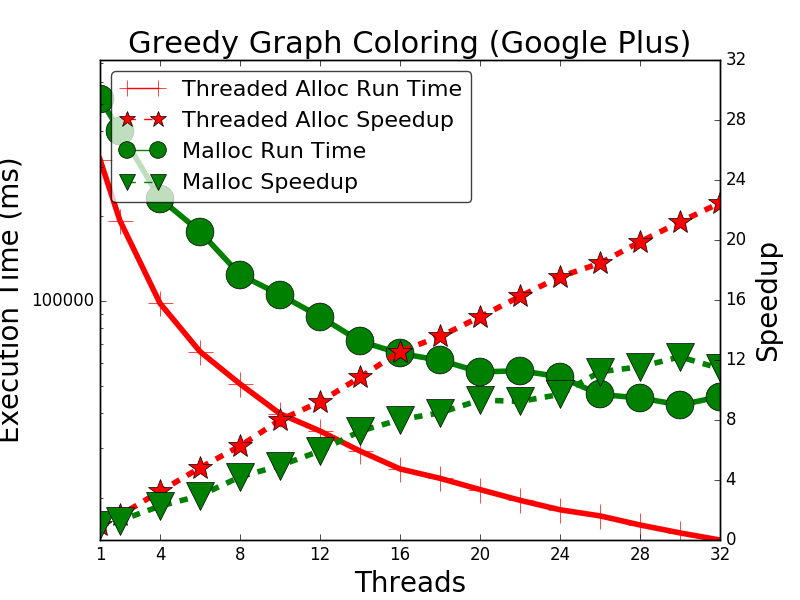 Greedy Graph Coloring (Google Plus)
Threaded Alloc Run Time
Threaded Alloc Speedup
Malloc Run Time
Malloc Speedup
Execution Time (ms)
100000
Speedup
32
28
24
20
16
12
8
4
0
1 4 8 12 16 20 24 28 32
Threads